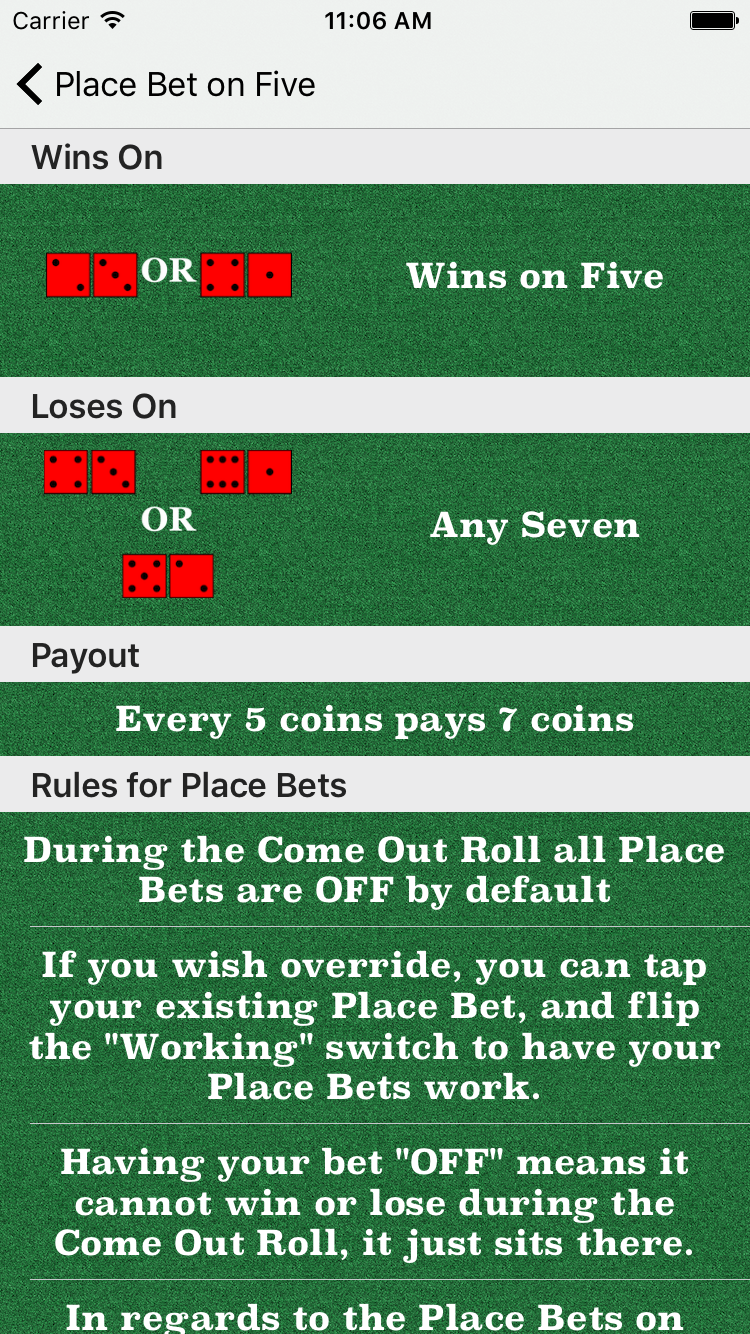 Carrier 11:06 AM
Place Bet on Five
Wins On
OR
Wins on Five
Loses On
OR
Any Seven
Payout
Every 5 coins pays 7 coins
Rules for Place Bets
During the Come Out Roll all Place
Bets are OFF by default
If you wish override, you can tap
your existing Place Bet, and flip
the "Working" switch to have your
Place Bets work.
Having your bet "OFF" means it
cannot win or lose during the
Come Out Roll, it just sits there.
In regards to the Place Bets on